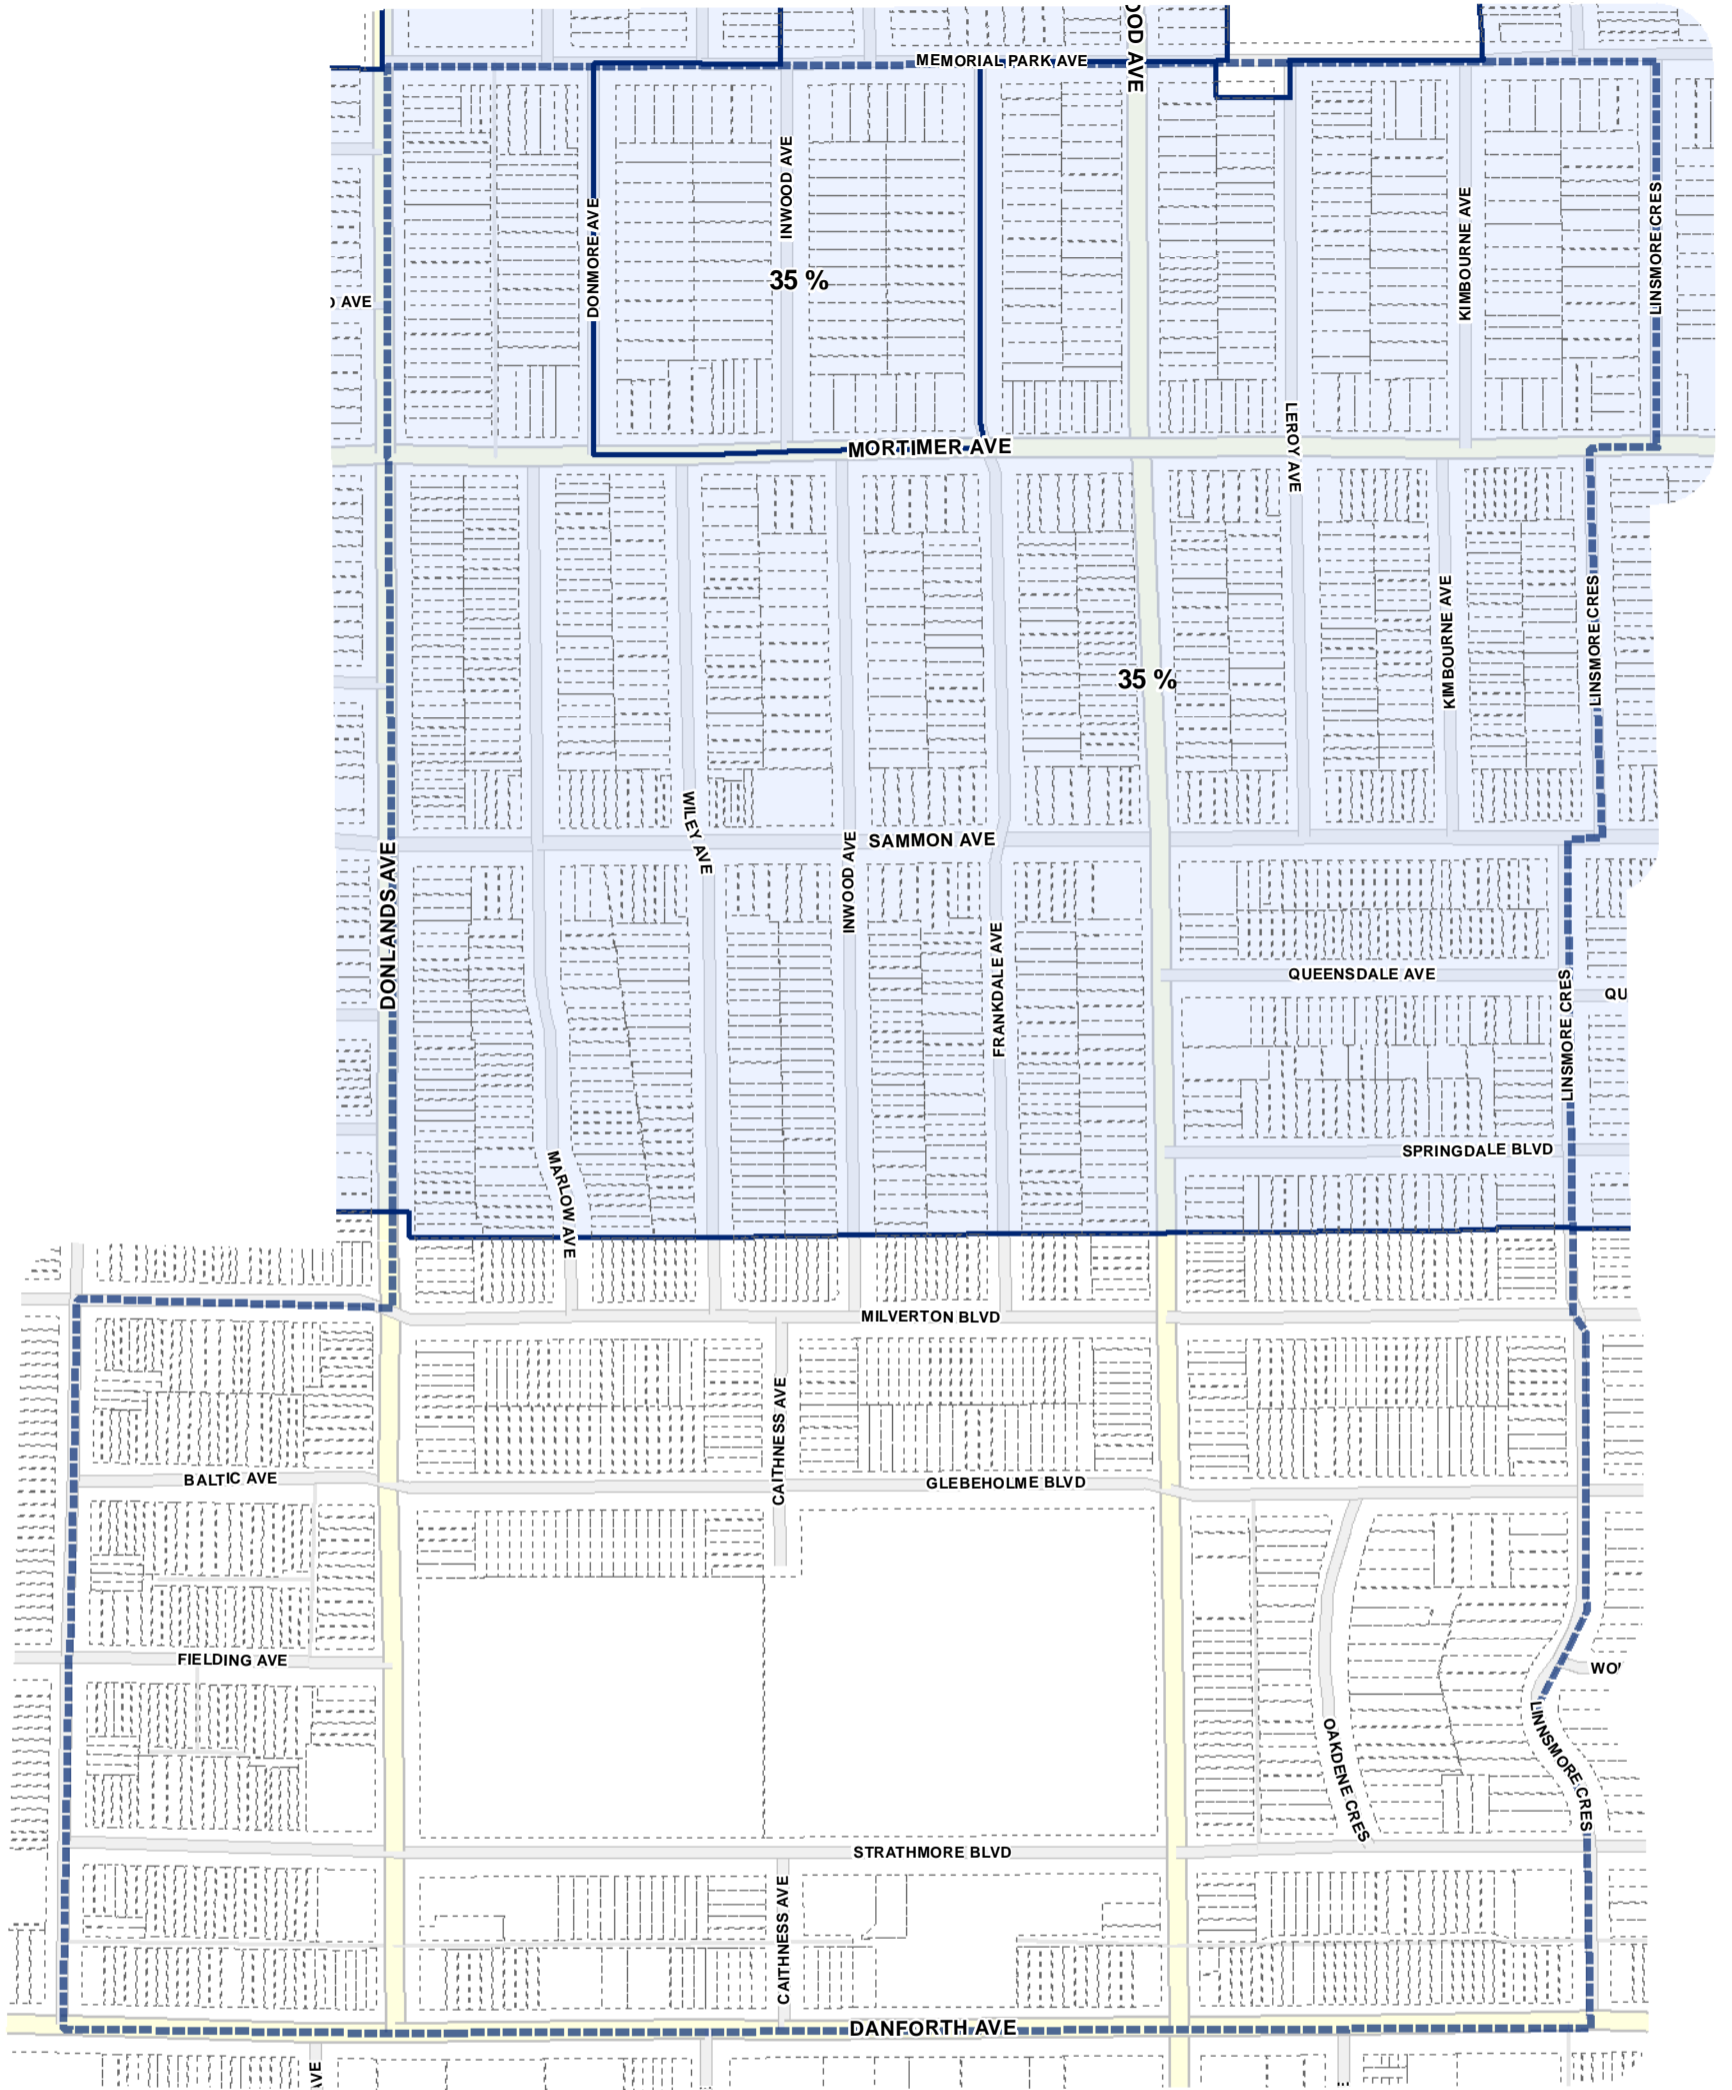 OOD AVE
MEMORIAL PARK AVE
INWOOD AVE
DONMORE AVE
KIMBOURNE AVE
LINSMORE CRES
35 %
D AVE
LEROY AVE
MORTIMER AVE
KIMBOURNE AVE
LINSMORE CRES
35 %
WILEY AVE
SAMMON AVE
INWOOD AVE
DONLANDS AVE
FRANKDALE AVE
QUEENSDALE AVE
LINSMORE CRES
QU
SPRINGDALE BLVD
MARLOW AVE
MILVERTON BLVD
CAITHNESS AVE
BALTIC AVE
GLEBEHOLME BLVD
FIELDING AVE
WO
OAKDENE CRES
LINNSMORE CRES
STRATHMORE BLVD
CAITHNESS AVE
DANFORTH AVE
AVE